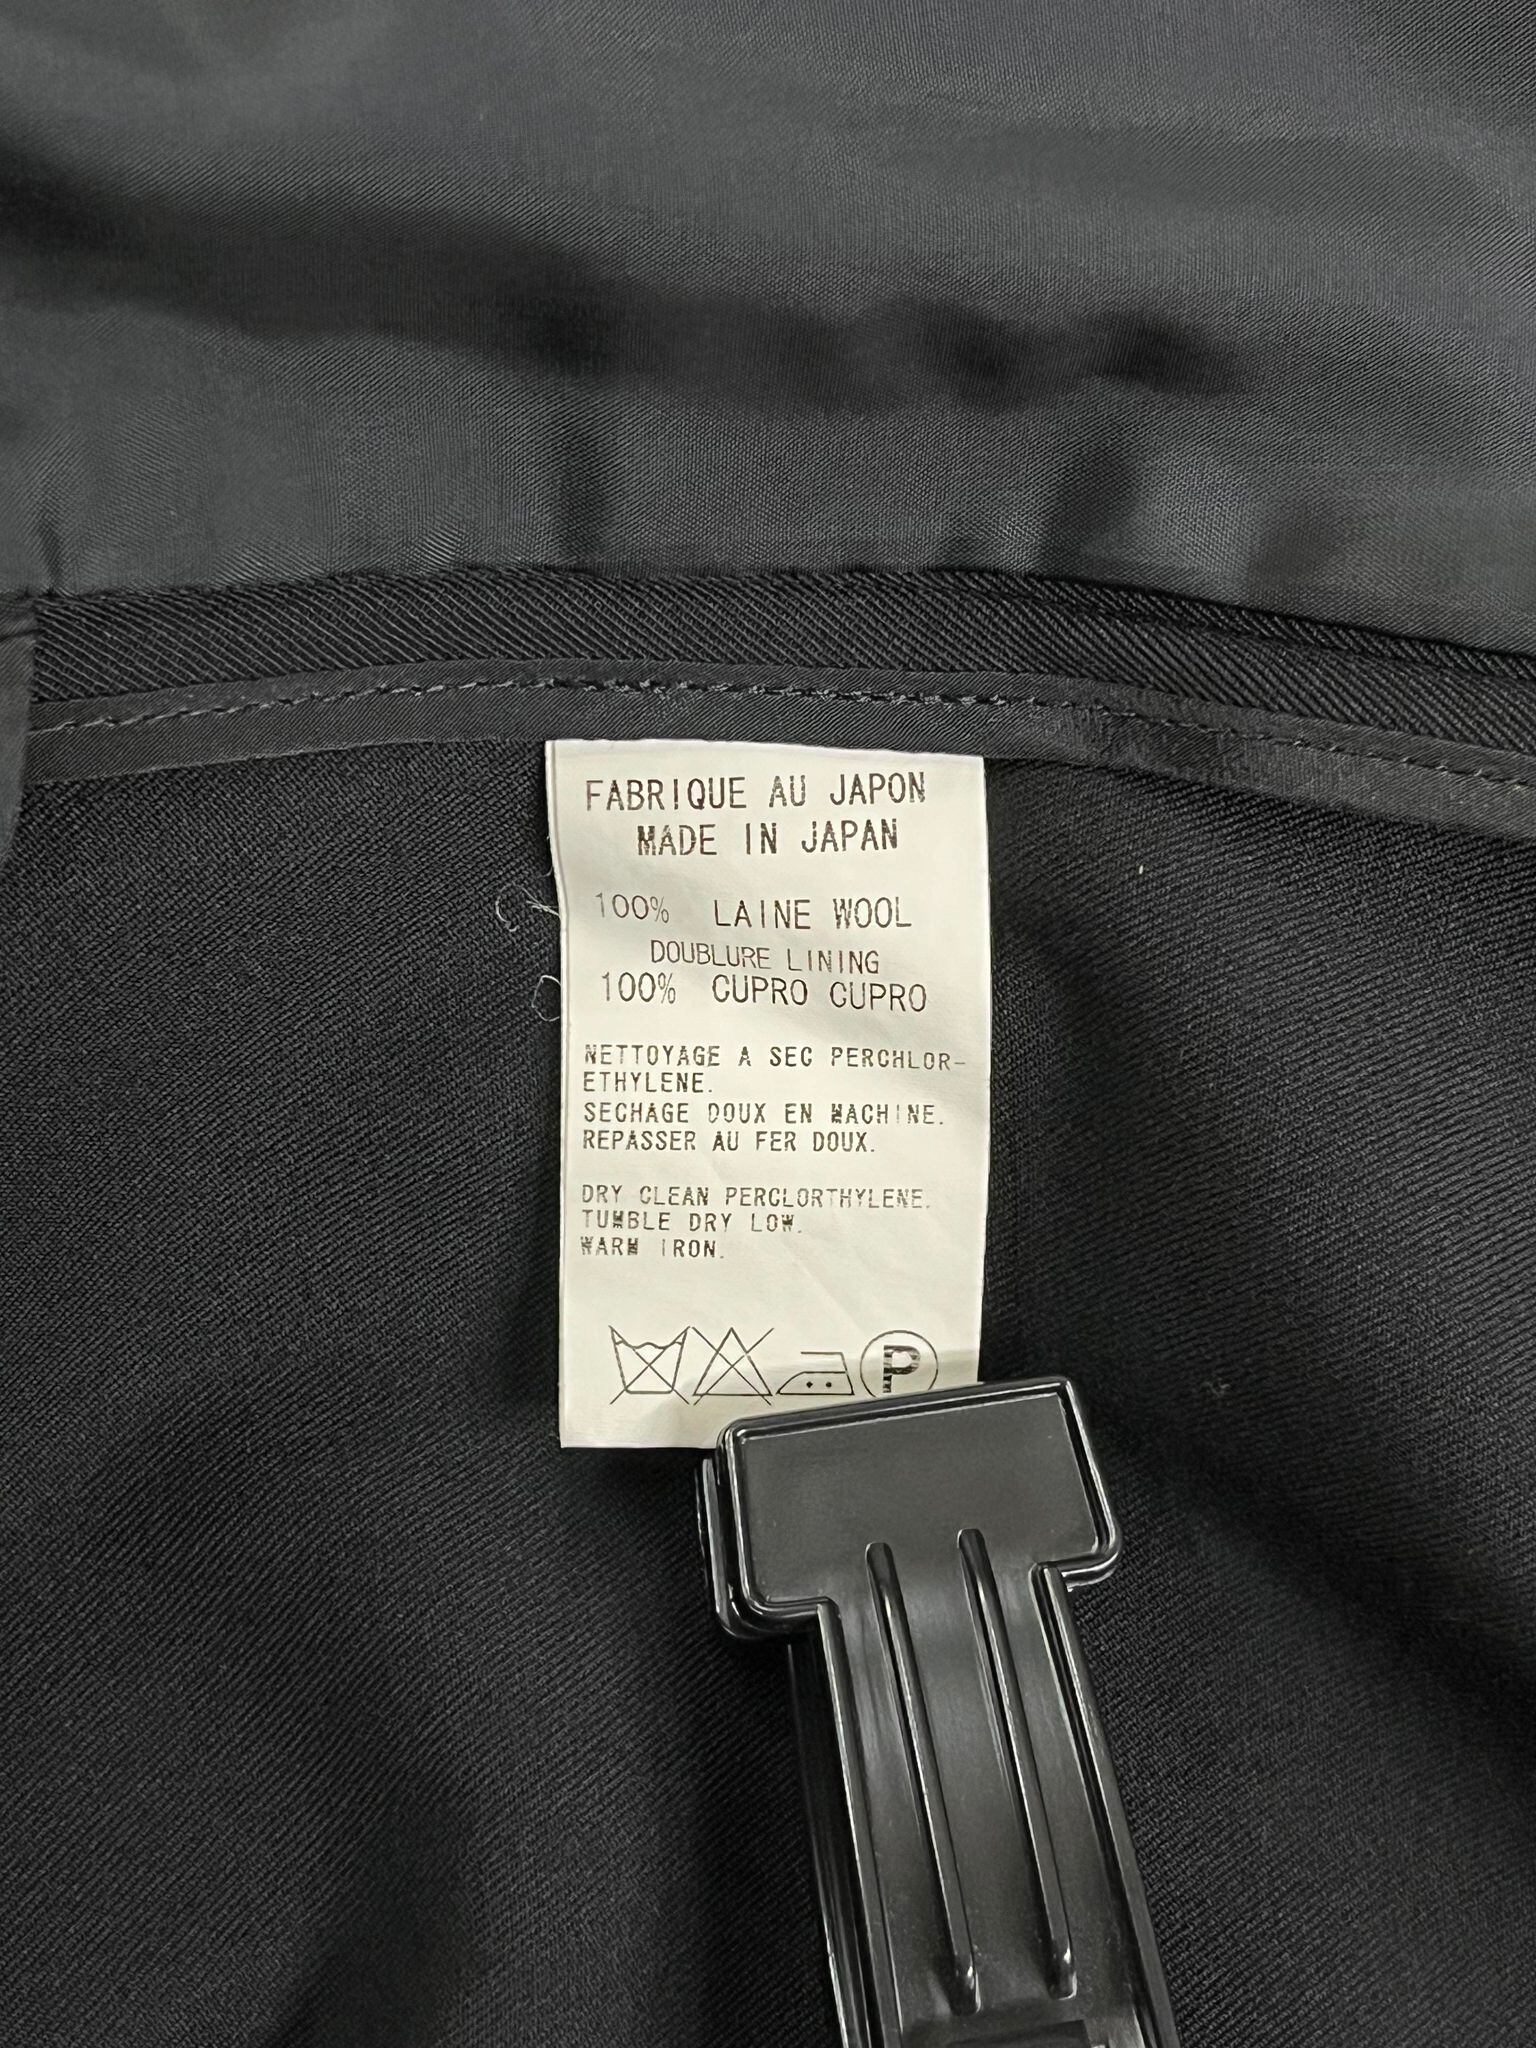 FABRIQUE AU JAPON
MADE IN JAPAN
100% LAINE WOOL
DOUBLURE LINING
100% CUPRO CUPRO
NETTOYAGE A SEC PERCHLOR-
ETHYLENE.
SECHAGE DOUX EN MACHINE.
REPASSER AU FER DOUX.
DRY CLEAN PERCLORTHYLENE.
TUMBLE DRY LOW.
WARM IRON.
P